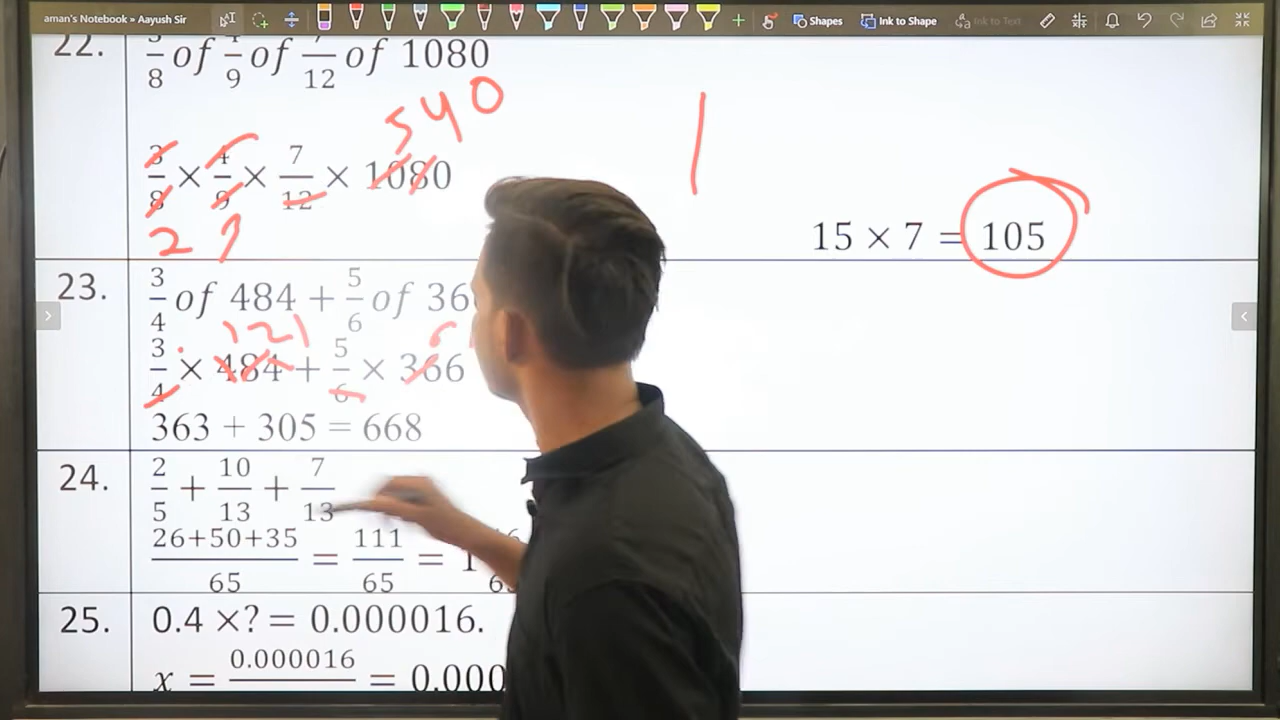 aman's Notebook » Aayush Sir
Shapes
Ink to Shape
Ink to Text
22. 3/8 of 4/9 of 7/12 of 1080
540
3/8 × 4/9 × 7/12 × 1080
2
15 × 7 = 105
23. 3/4 of 484 + 5/6 of 36
121 6
3/4 × 484 + 5/6 × 366
363 + 305 = 668
24. 2/5 + 10/13 + 7/13
26+50+35/65 = 111/65 = 1
25. 0.4 ×? = 0.000016.
x = 0.000016 = 0.000